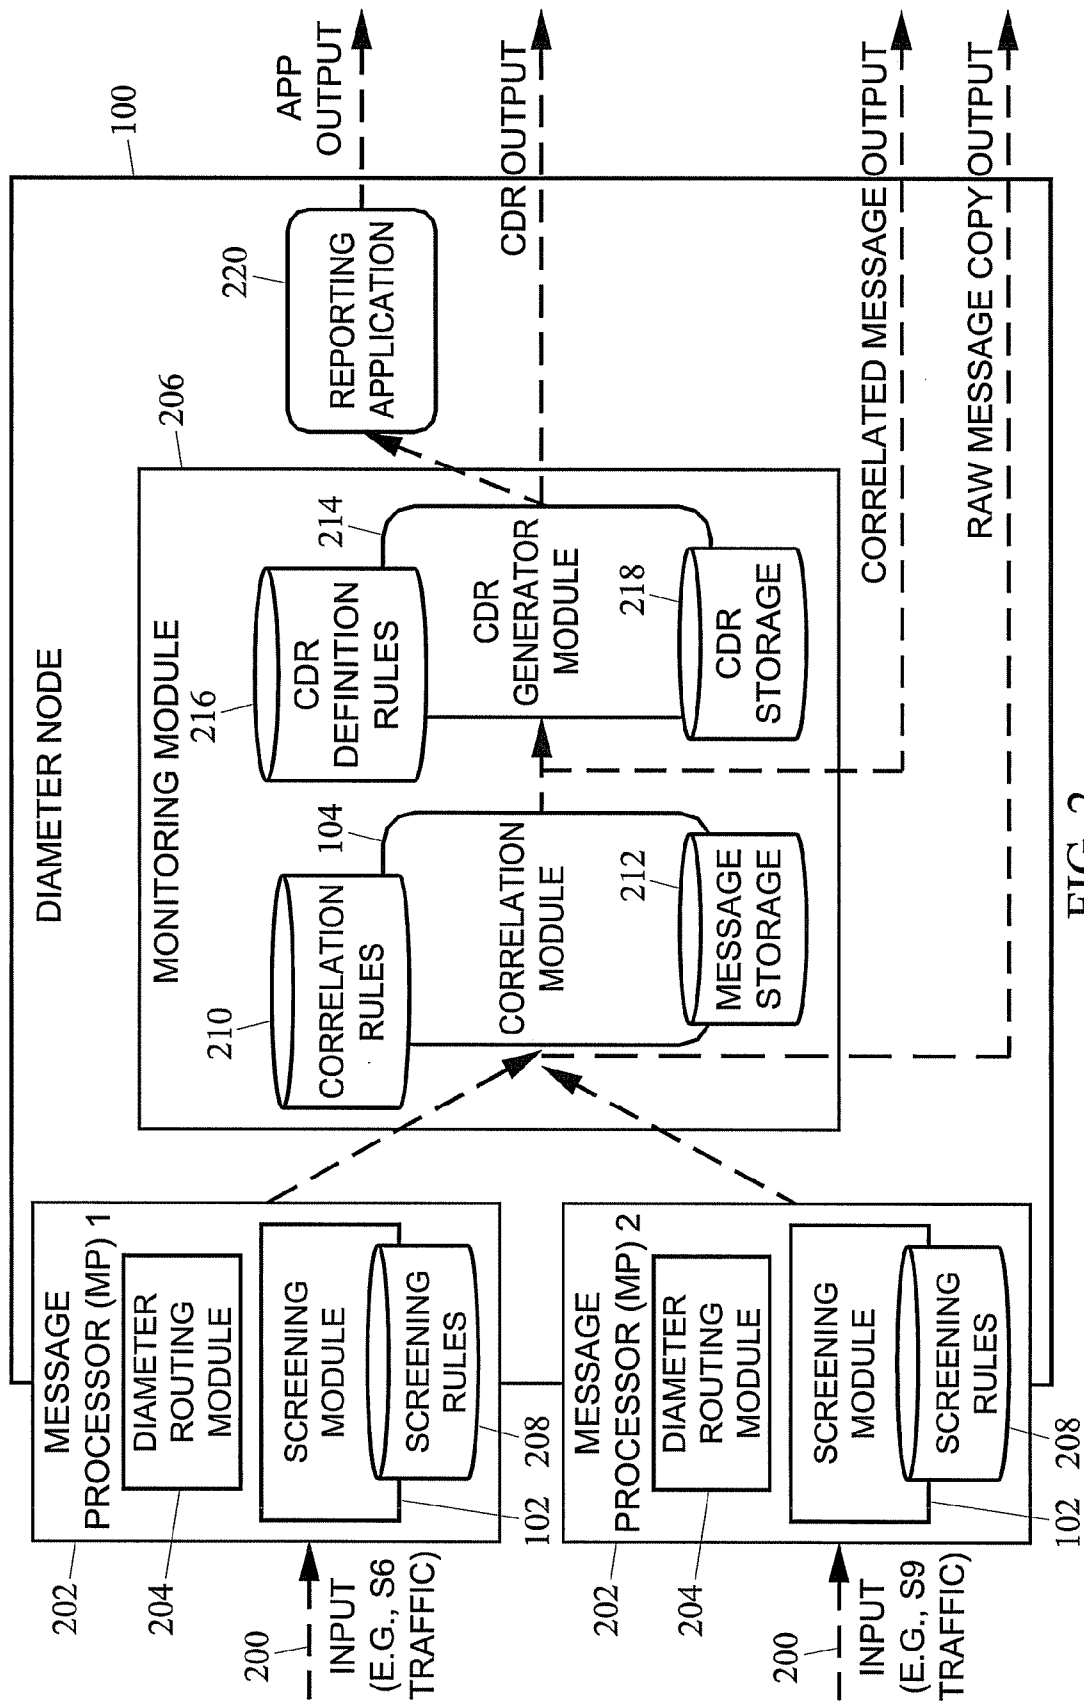 DIAMETER NODE
100
MESSAGE
PROCESSOR (MP) 1
202
DIAMETER
ROUTING
MODULE
204
SCREENING
MODULE
102
SCREENING
RULES
208
200
INPUT
(E.G., S6
TRAFFIC)
MESSAGE
PROCESSOR (MP) 2
202
DIAMETER
ROUTING
MODULE
204
SCREENING
MODULE
102
SCREENING
RULES
208
200
INPUT
(E.G., S9
TRAFFIC)
MONITORING MODULE
206
210
CORRELATION
RULES
104
CORRELATION
MODULE
212
MESSAGE
STORAGE
216
CDR
DEFINITION
RULES
214
CDR
GENERATOR
MODULE
218
CDR
STORAGE
220
REPORTING
APPLICATION
APP
OUTPUT
CDR OUTPUT
CORRELATED MESSAGE OUTPUT
RAW MESSAGE COPY OUTPUT
FIG. 2